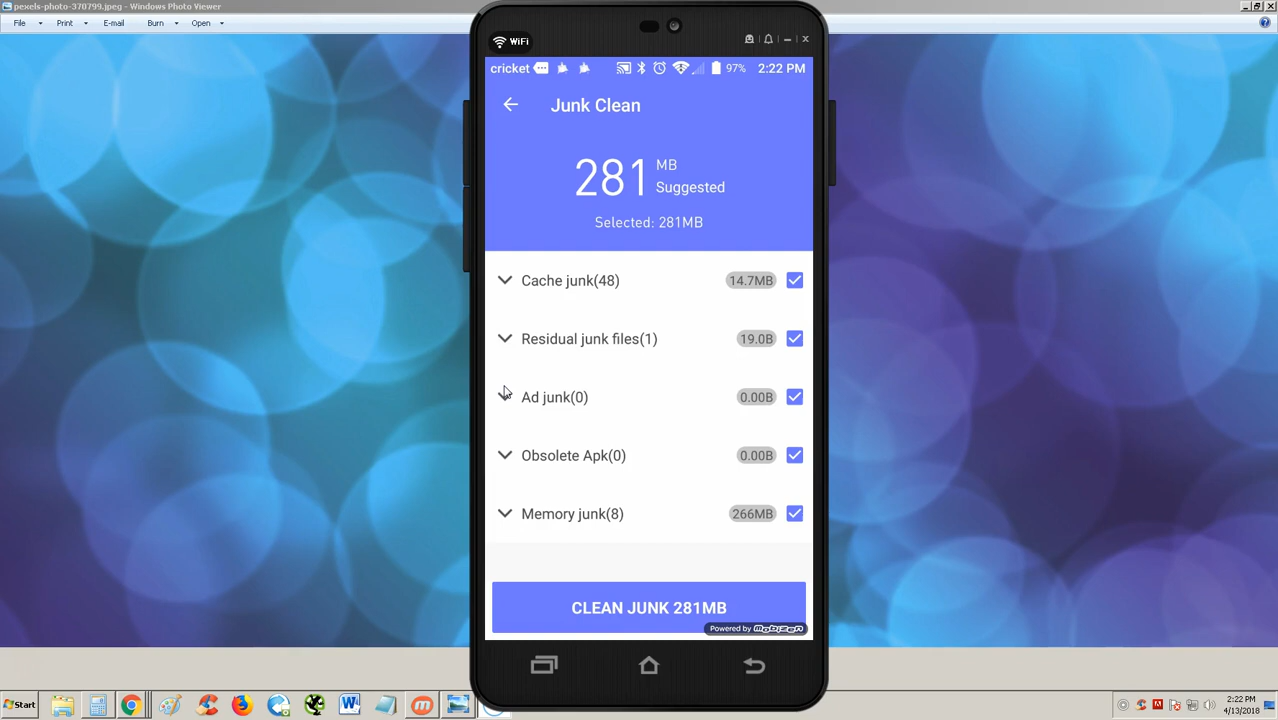 pexels-photo-370799.jpeg - Windows Photo Viewer
File Print E-mail Burn Open
WiFi
cricket 97% 2:22 PM
Junk Clean
281 MB
Suggested
Selected: 281MB
Cache junk(48) 14.7MB
Residual junk files(1) 19.0B
Ad junk(0) 0.00B
Obsolete Apk(0) 0.00B
Memory junk(8) 266MB
CLEAN JUNK 281MB
Powered by mobizen
Start
2:22 PM
4/13/2018